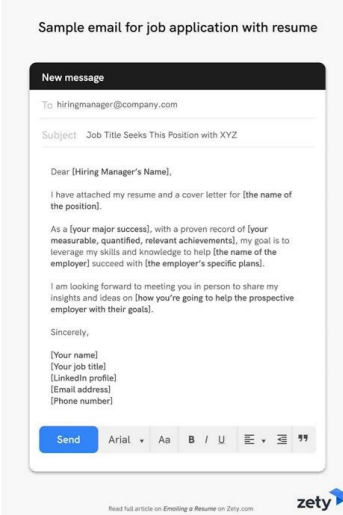 Sample email for job application with resume
New message
To hiringmanager@company.com
Subject Job Title Seeks This Position with XYZ
Dear [Hiring Manager's Name],
I have attached my resume and a cover letter for [the name of
the position].
As a [your major success], with a proven record of [your
measurable, quantified, relevant achievements], my goal is to
leverage my skills and knowledge to help [the name of the
employer] succeed with [the employer's specific plans].
I am looking forward to meeting you in person to share my
insights and ideas on [how you're going to help the prospective
employer with their goals].
Sincerely,
[Your name]
[Your job title]
[LinkedIn profile]
[Email address]
[Phone number]
Send Arial Aa B I U "
Read full article on Emailing a Resume on Zety.com
zety